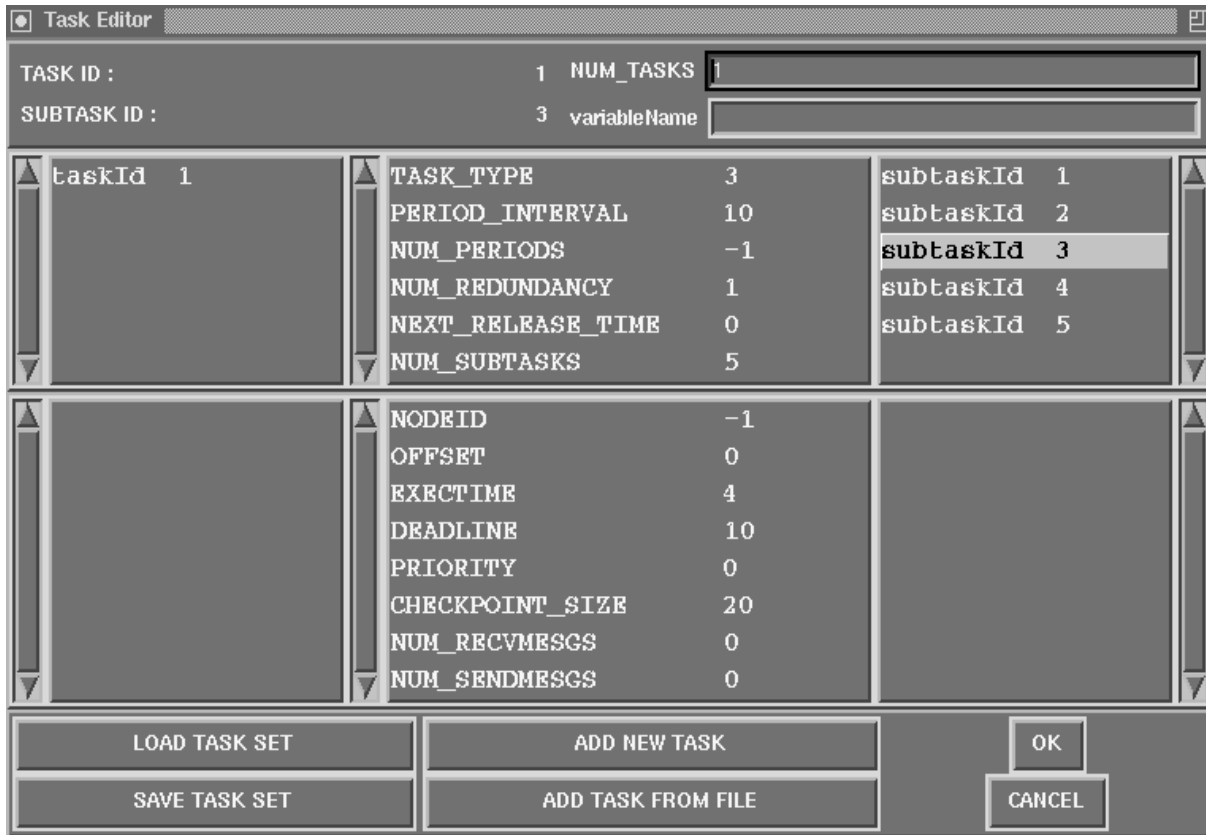 Task Editor
TASK ID : 1 NUM_TASKS 1
SUBTASK ID : 3 variableName
taskId 1
TASK_TYPE 3
PERIOD_INTERVAL 10
NUM_PERIODS -1
NUM_REDUNDANCY 1
NEXT_RELEASE_TIME 0
NUM_SUBTASKS 5
subtaskId 1
subtaskId 2
subtaskId 3
subtaskId 4
subtaskId 5
NODEID -1
OFFSET 0
EXECTIME 4
DEADLINE 10
PRIORITY 0
CHECKPOINT_SIZE 20
NUM_RECVMESGS 0
NUM_SENDMESGS 0
LOAD TASK SET ADD NEW TASK OK
SAVE TASK SET ADD TASK FROM FILE CANCEL